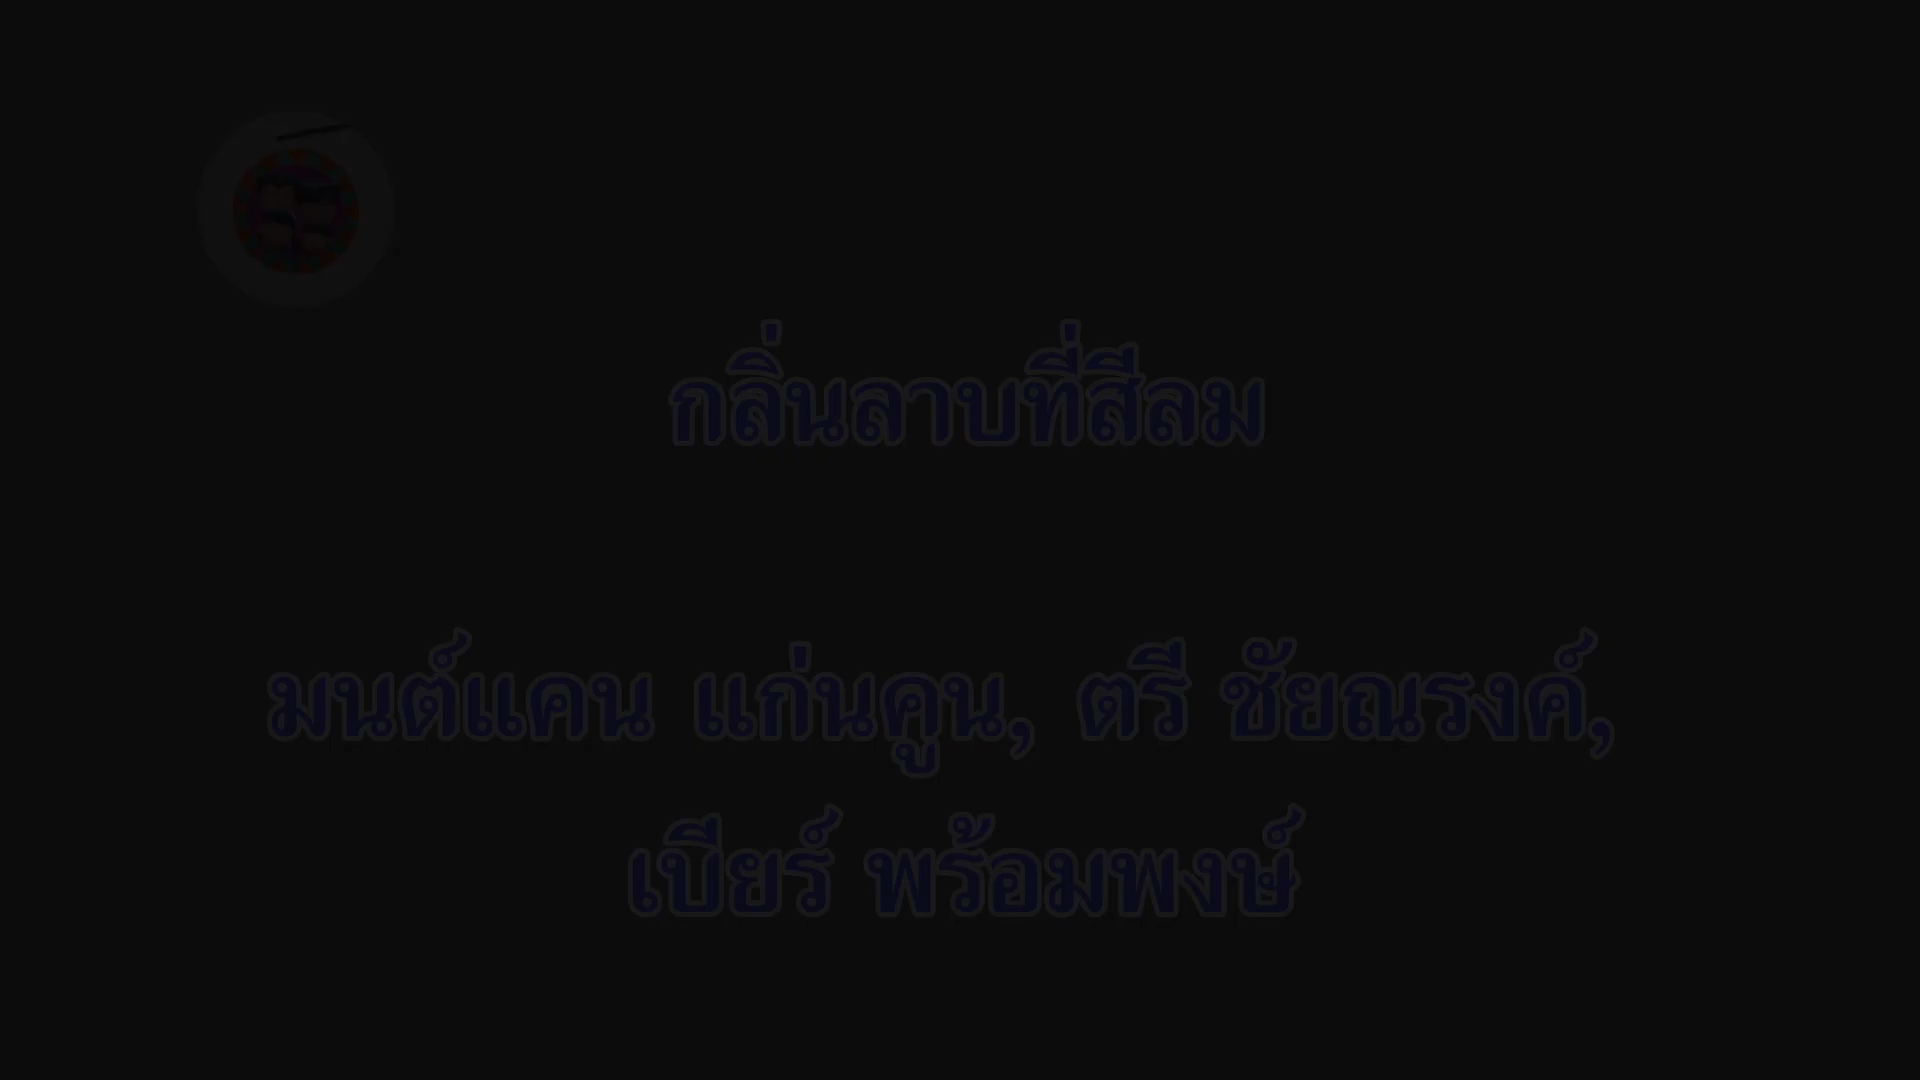 กลิ่นลาบที่สีลม
มนต์แคน แก่นคูน, ตรี ชัยณรงค์,
เบียร์ พร้อมพงษ์